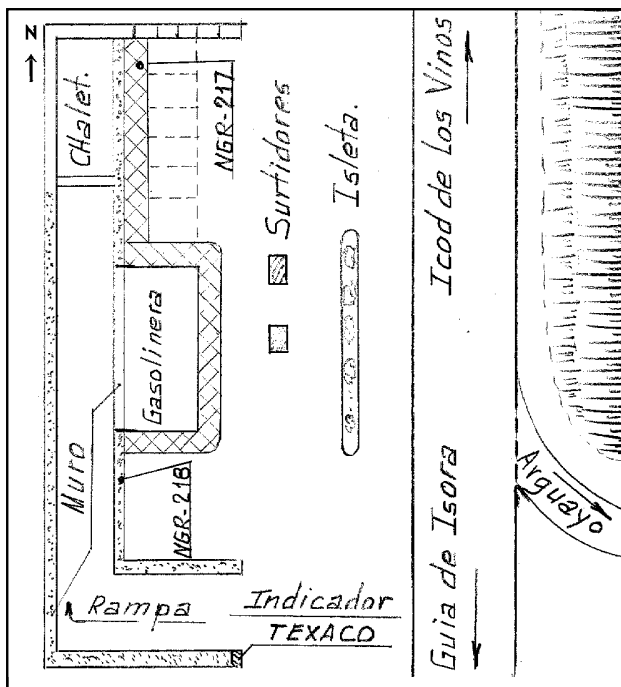 N
CHalet.
NGR-217
Surtidores
Isleta.
Icod de Los Vinos
Gasolinera
Muro
NGR-218
Guia de Isora
Arguayo
Rampa
Indicador
TEXACO